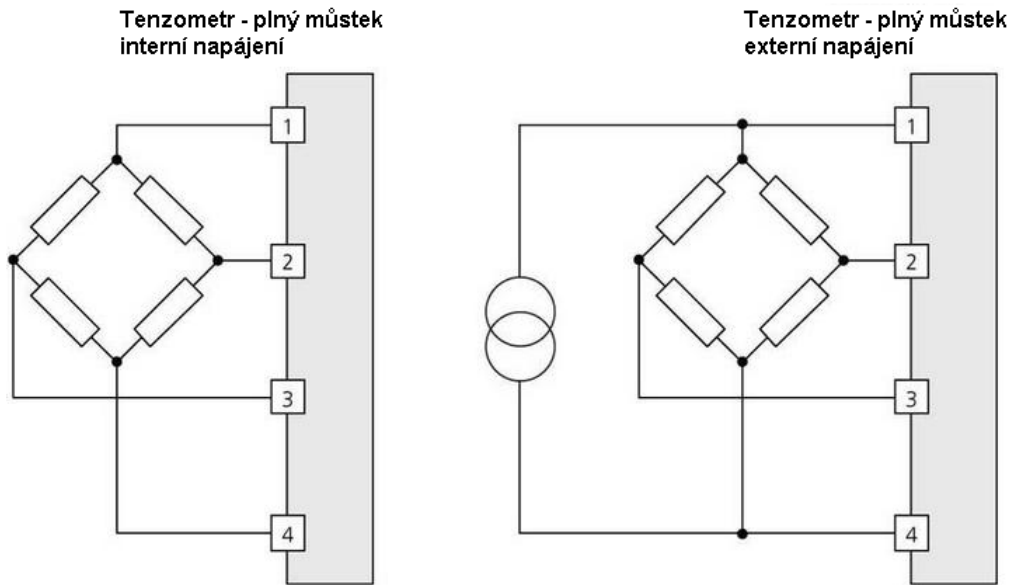 Tenzometr - plný můstek
interní napájení
1
2
3
4
Tenzometr - plný můstek
externí napájení
1
2
3
4